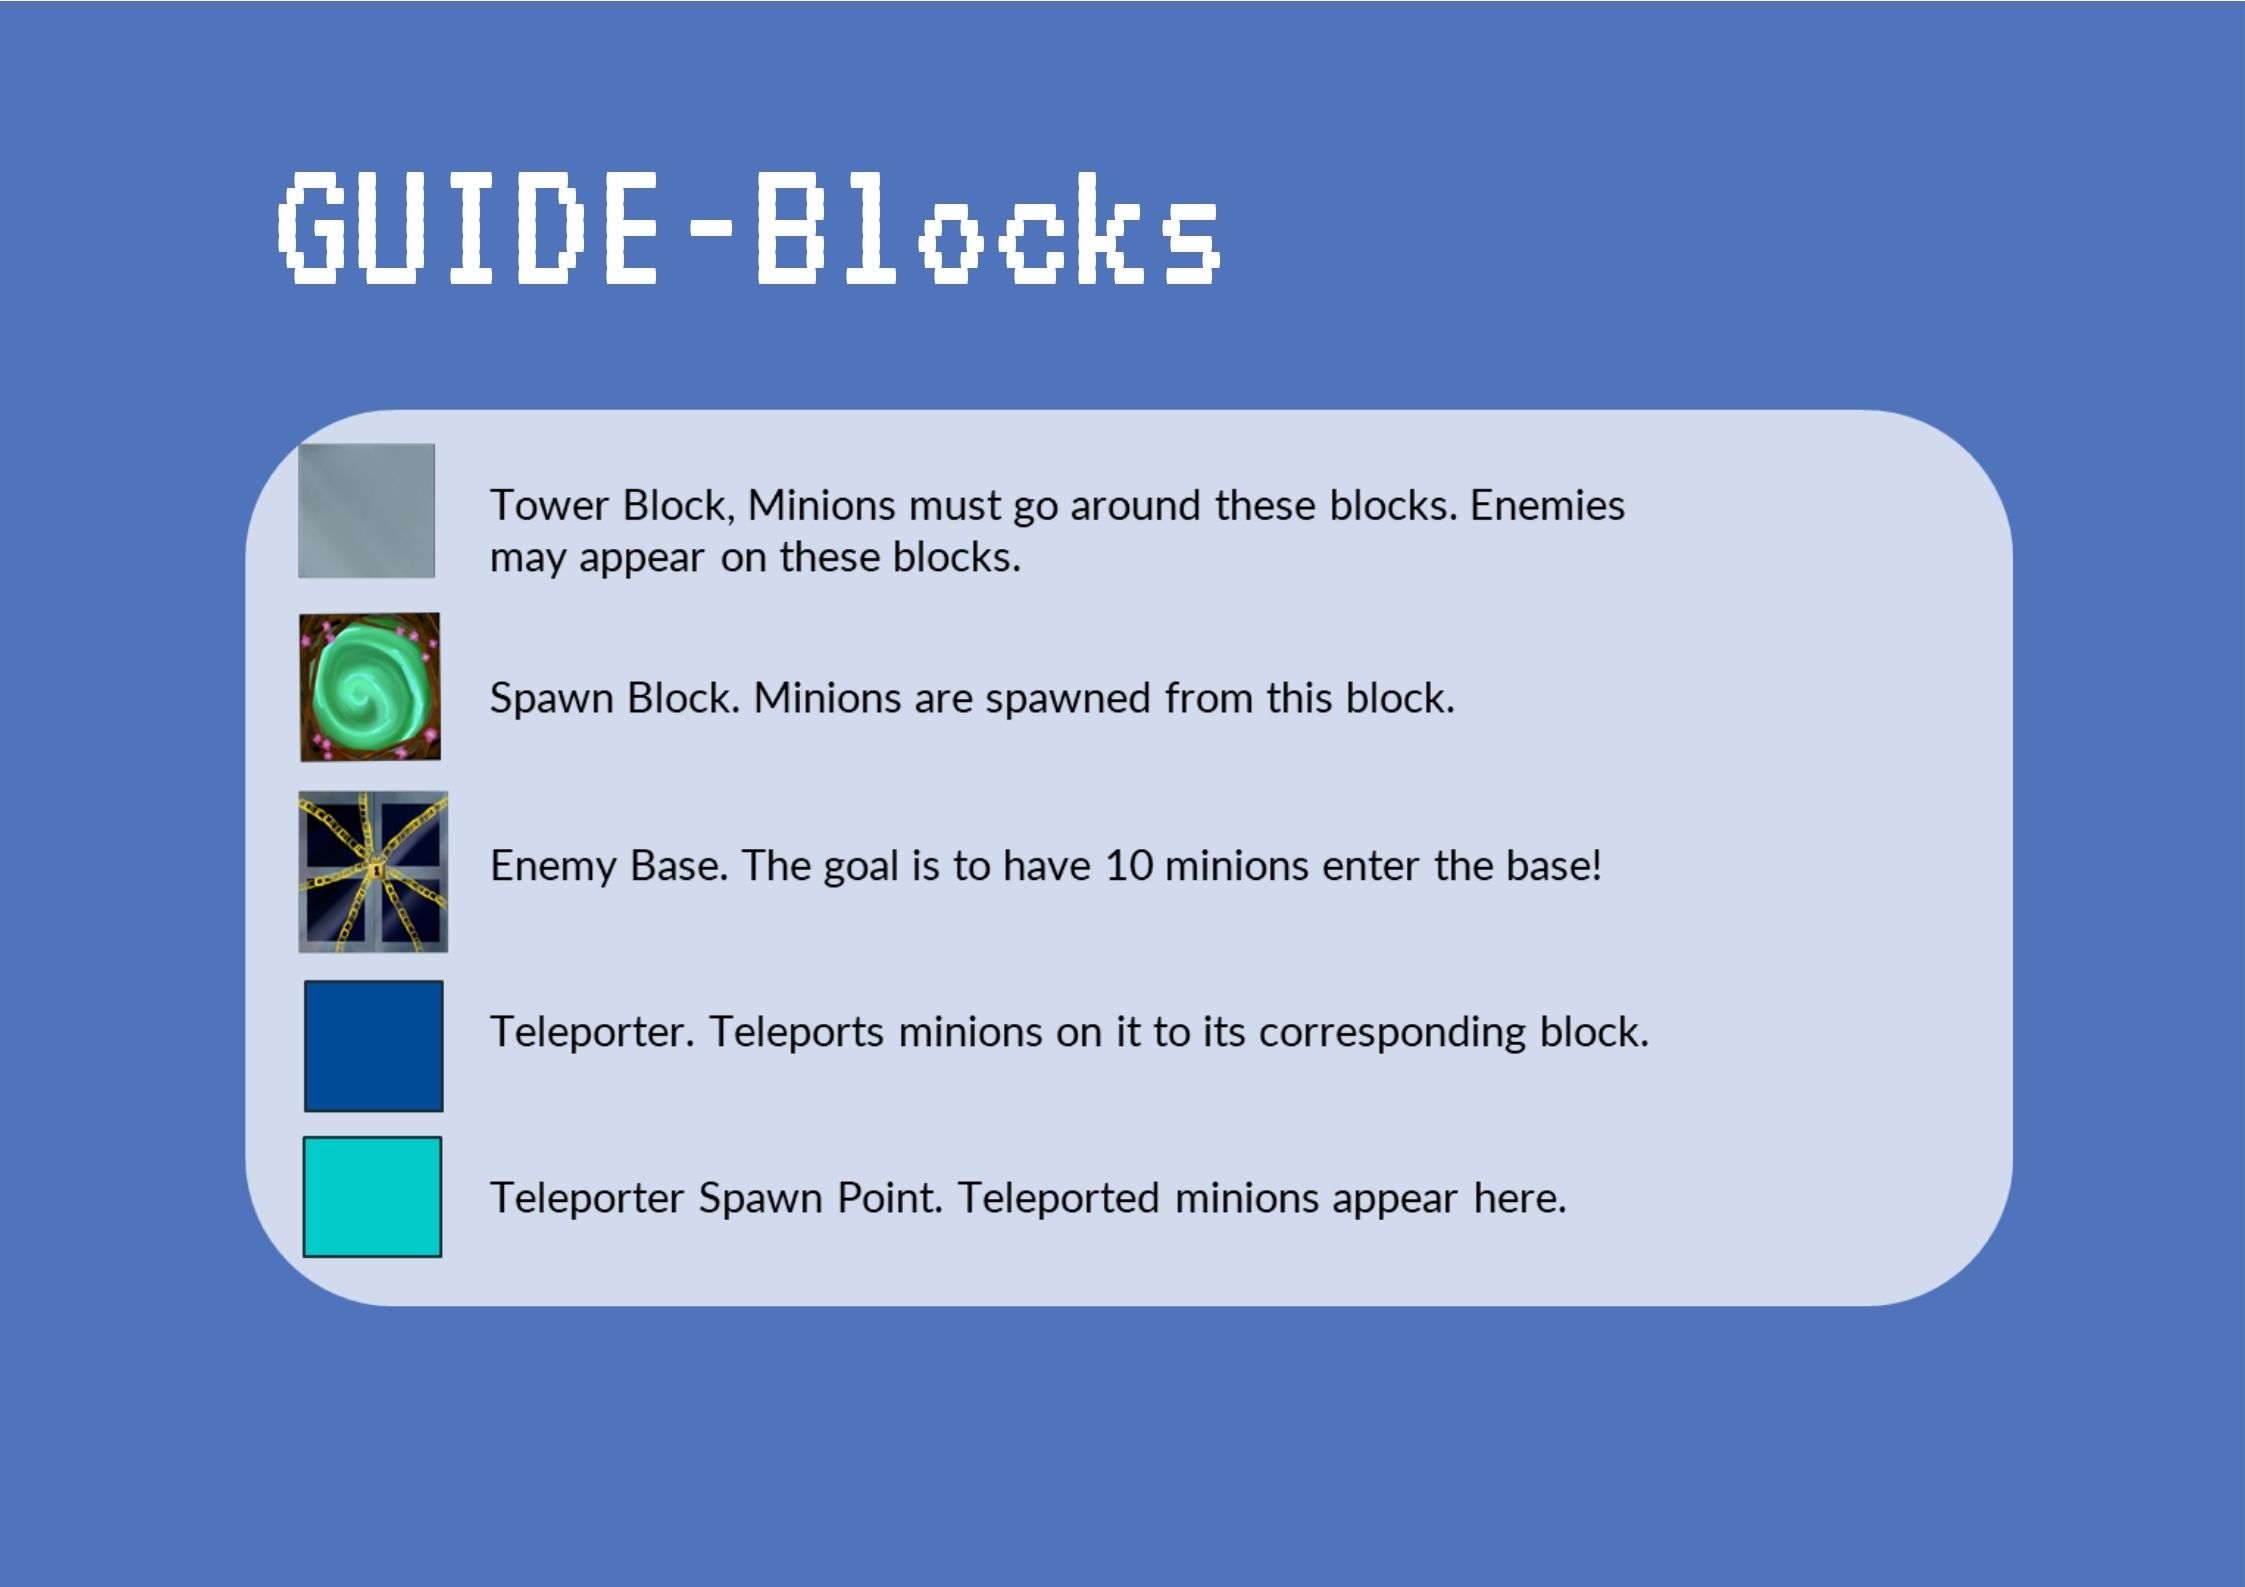 GUIDE-Blocks
Tower Block, Minions must go around these blocks. Enemies
may appear on these blocks.
Spawn Block. Minions are spawned from this block.
Enemy Base. The goal is to have 10 minions enter the base!
Teleporter. Teleports minions on it to its corresponding block.
Teleporter Spawn Point. Teleported minions appear here.